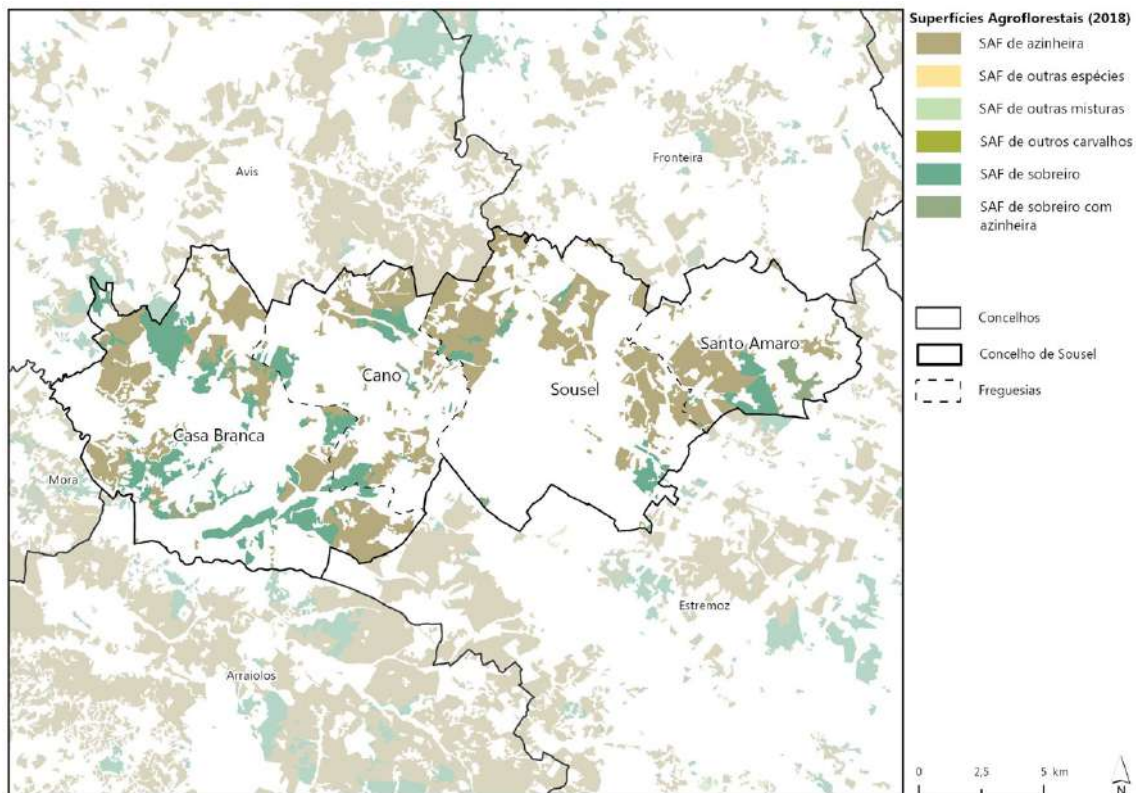 Superfícies Agroflorestais (2018)
SAF de azinheira
SAF de outras espécies
SAF de outras misturas
SAF de outros carvalhos
SAF de sobreiro
SAF de sobreiro com
azinheira
Concelhos
Concelho de Sousel
Freguesias
Avis
Fronteira
Santo Amaro
Cano
Sousel
Casa Branca
Mora
Estremoz
Arraiolos
0 2,5 5 km
N